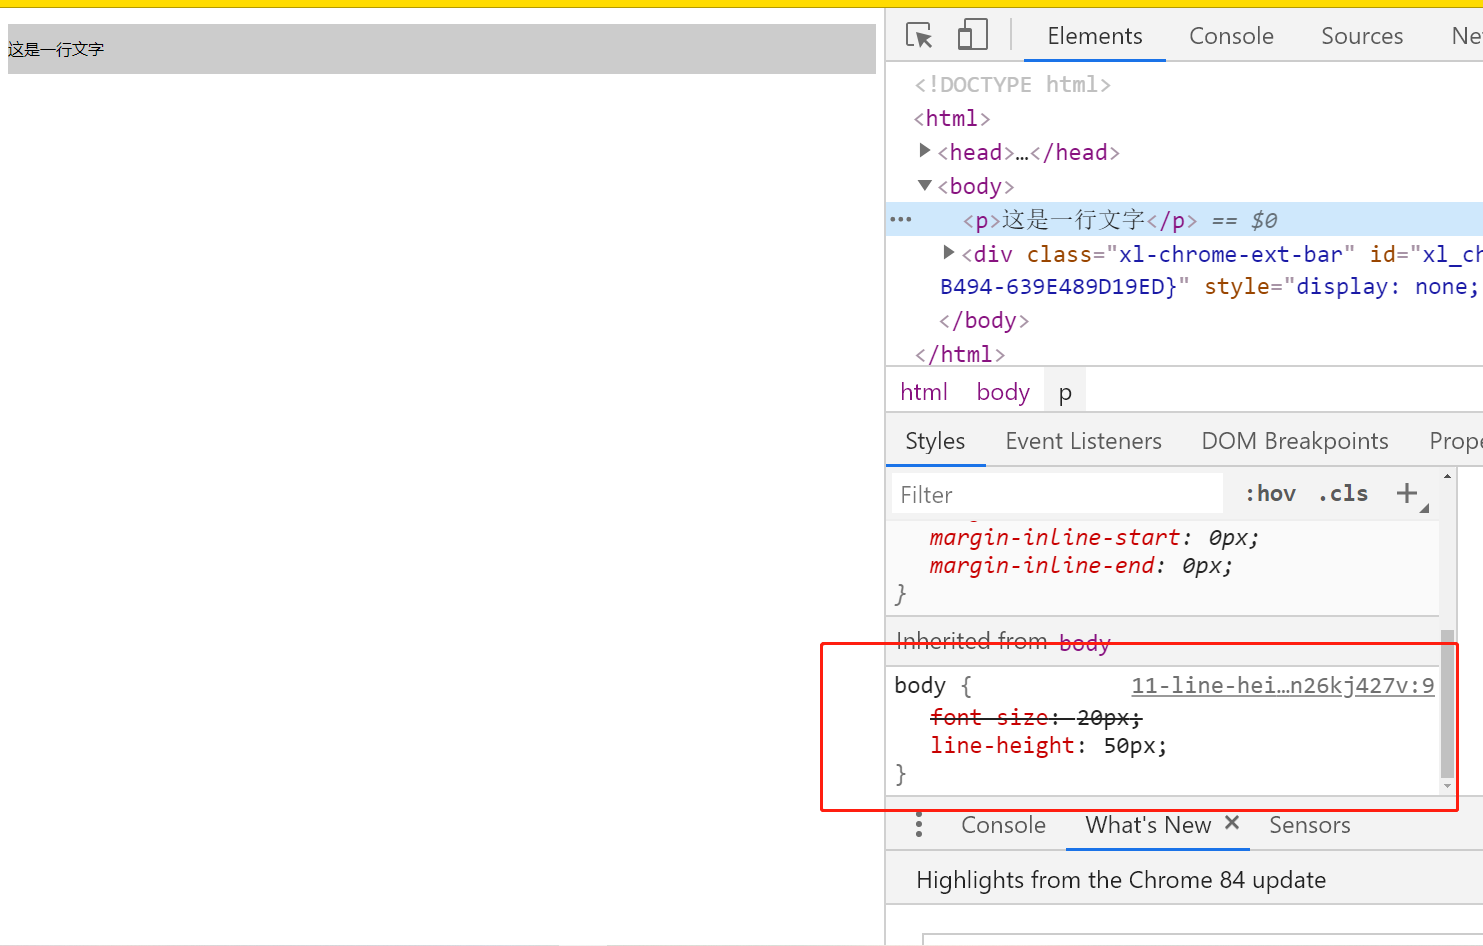 这是一行文字
Elements Console Sources Ne
<!DOCTYPE html>
<html>
<head>…</head>
<body>
<p>这是一行文字</p> == $0
<div class="xl-chrome-ext-bar" id="xl_ch
B494-639E489D19ED}" style="display: none;
</body>
</html>
html body p
Styles Event Listeners DOM Breakpoints Prope
Filter :hov .cls +
margin-inline-start: 0px;
margin-inline-end: 0px;
}
Inherited from body
body { 11-line-hei…n26kj427v:9
font-size: 20px;
line-height: 50px;
}
Console What's New × Sensors
Highlights from the Chrome 84 update